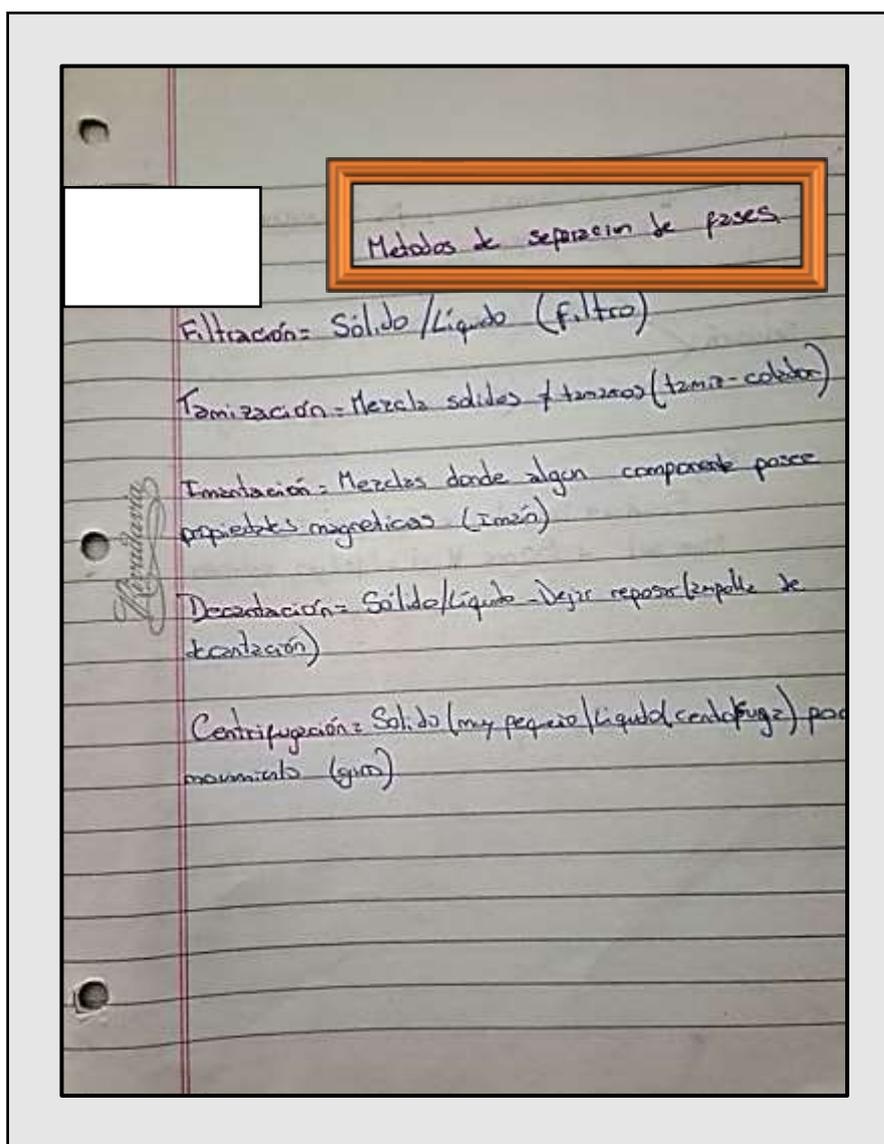 Metodos de separacion de fases
Filtración= Sólido/Líquido (filtro)
Tamización= Mezcla solidos ≠ tamaños (tamiz-colador)
Imantación= Mezclas donde algun componente posee
propiedades magneticas (Imán)
Decantación= Sólido/Líquido - Dejar reposar (ampolla de
decantación)
Centrifugación= Solido (muy pequeño/Liquido(centrifuga) por
movimiento (giro)
Rivadavia